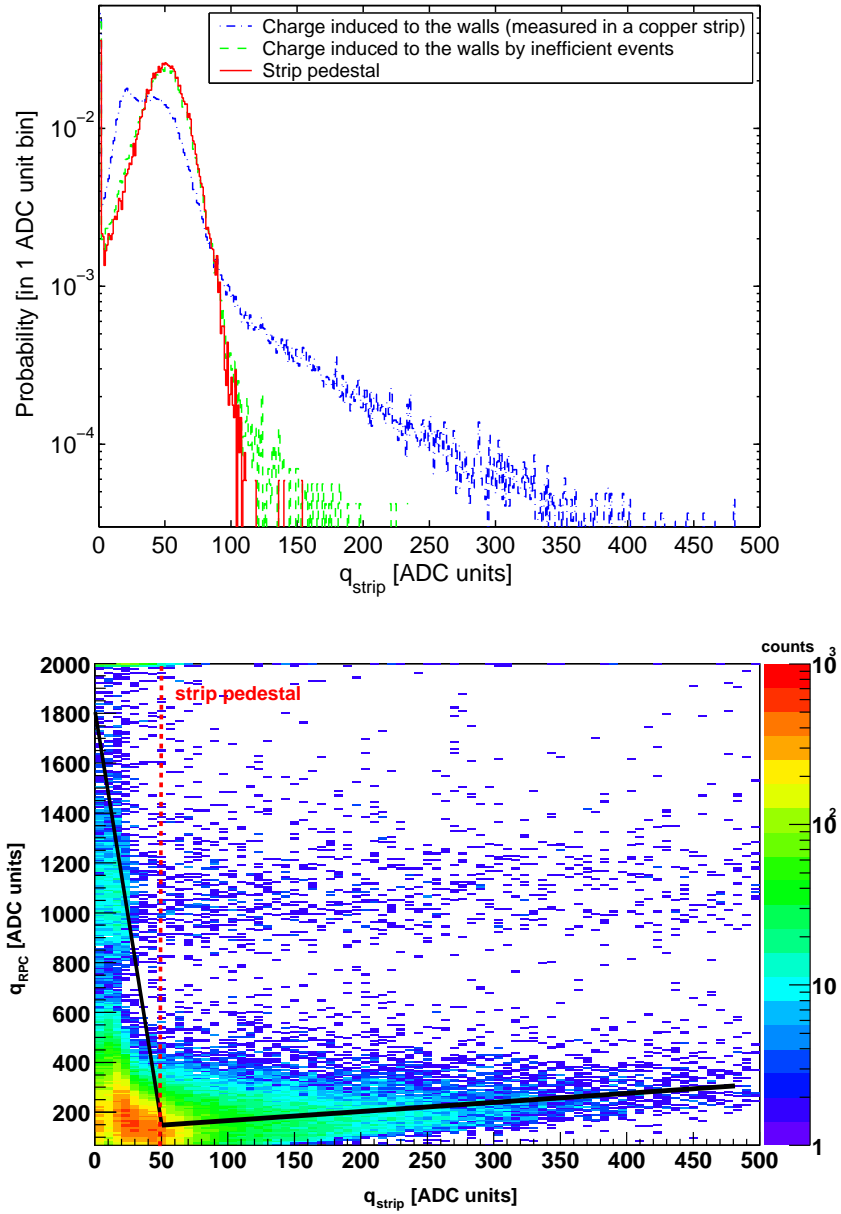 Charge induced to the walls (measured in a copper strip)
Charge induced to the walls by inefficient events
Strip pedestal
Probability [in 1 ADC unit bin]
10⁻²
10⁻³
10⁻⁴
0 50 100 150 200 250 300 350 400 450 500
q_strip [ADC units]
counts
strip pedestal
q_RPC [ADC units]
2000
1800
1600
1400
1200
1000
800
600
400
200
10³
10²
10
1
0 50 100 150 200 250 300 350 400 450 500
q_strip [ADC units]